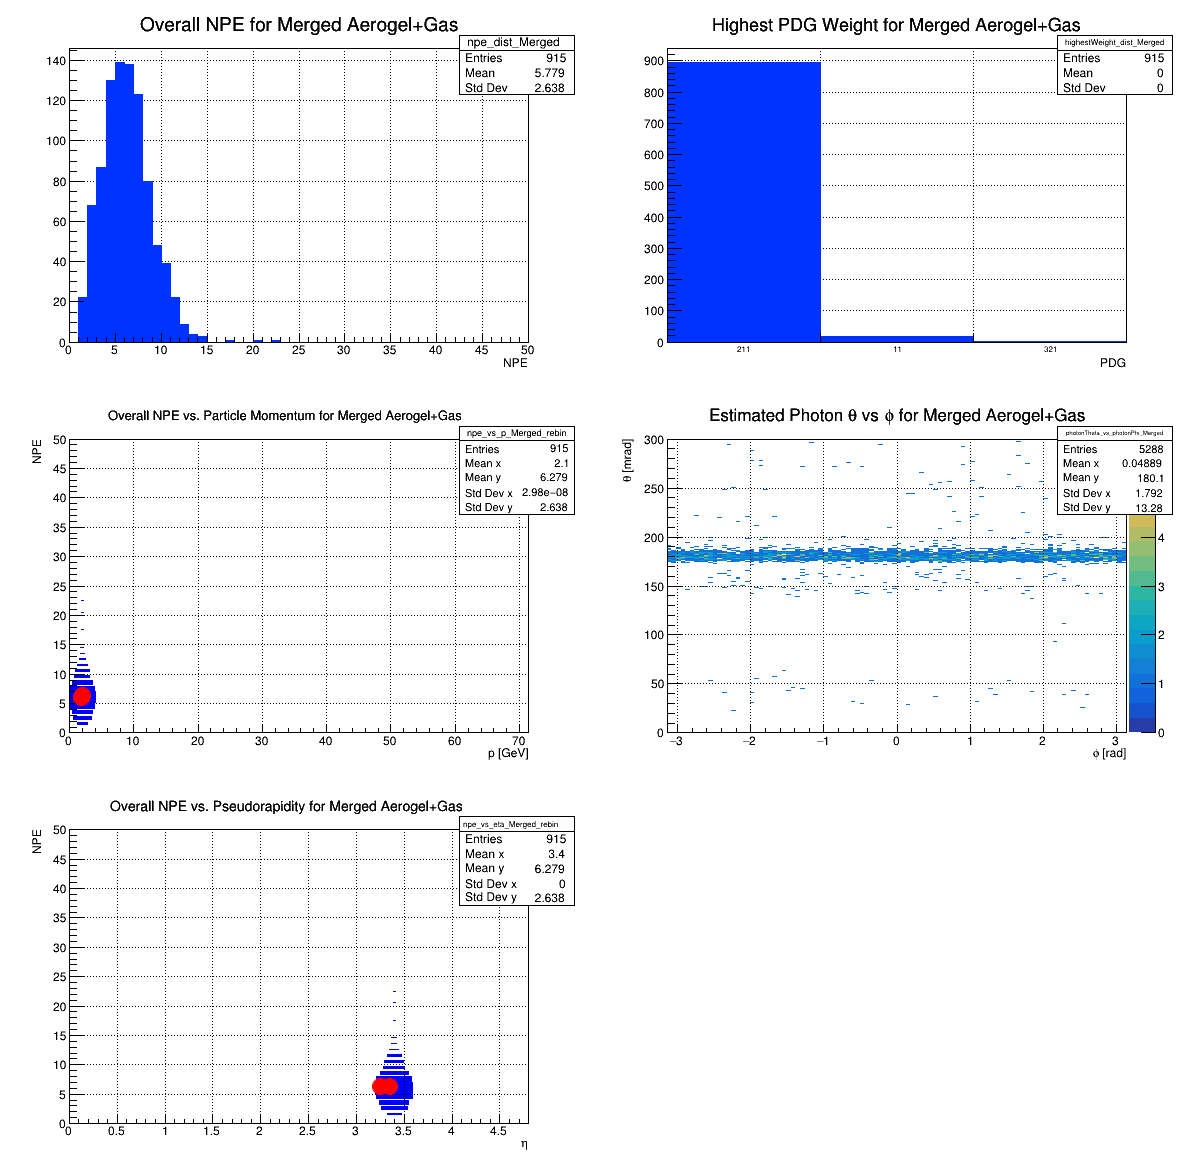 Overall NPE for Merged Aerogel+Gas
npe_dist_Merged
Entries 915
Mean 5.779
Std Dev 2.638
140
120
100
80
60
40
20
0
0 5 10 15 20 25 30 35 40 45 50
NPE
Highest PDG Weight for Merged Aerogel+Gas
highestWeight_dist_Merged
Entries 915
Mean 0
Std Dev 0
900
800
700
600
500
400
300
200
100
0
211 11 321
PDG
Overall NPE vs. Particle Momentum for Merged Aerogel+Gas
npe_vs_p_Merged_rebin
Entries 915
Mean x 2.1
Mean y 6.279
Std Dev x 2.98e−08
Std Dev y 2.638
NPE
50
45
40
35
30
25
20
15
10
5
0
0 10 20 30 40 50 60 70
p [GeV]
Estimated Photon θ vs ϕ for Merged Aerogel+Gas
photonTheta_vs_photonPhi_Merged
Entries 5288
Mean x 0.04889
Mean y 180.1
Std Dev x 1.792
Std Dev y 13.28
θ [mrad]
300
250
200
150
100
50
0
−3 −2 −1 0 1 2 3
ϕ [rad]
4
3
2
1
0
Overall NPE vs. Pseudorapidity for Merged Aerogel+Gas
npe_vs_eta_Merged_rebin
Entries 915
Mean x 3.4
Mean y 6.279
Std Dev x 0
Std Dev y 2.638
NPE
50
45
40
35
30
25
20
15
10
5
0
0 0.5 1 1.5 2 2.5 3 3.5 4 4.5
η